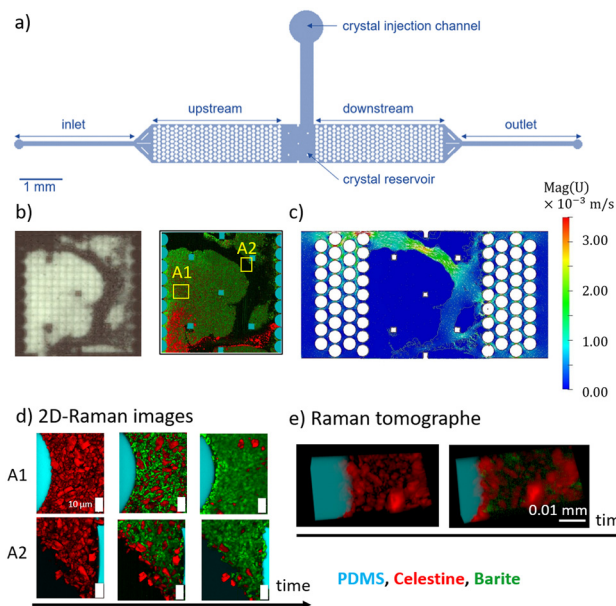 a)
crystal injection channel
upstream
downstream
inlet
outlet
1 mm
crystal reservoir
b)
A2
A1
c)
Mag(U)
× 10⁻³ m/s
3.00
2.00
1.00
0.00
d) 2D-Raman images
A1
10 µm
A2
time
e) Raman tomographe
0.01 mm
time
PDMS, Celestine, Barite